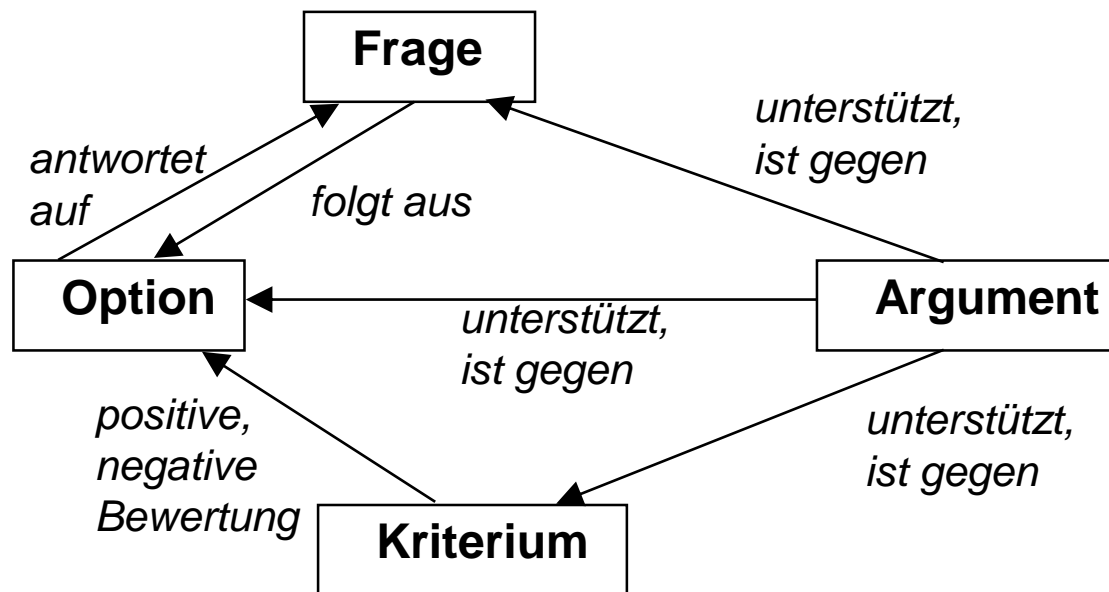 Frage
unterstützt,
ist gegen
antwortet
auf
folgt aus
Option
Argument
unterstützt,
ist gegen
positive,
negative
Bewertung
unterstützt,
ist gegen
Kriterium